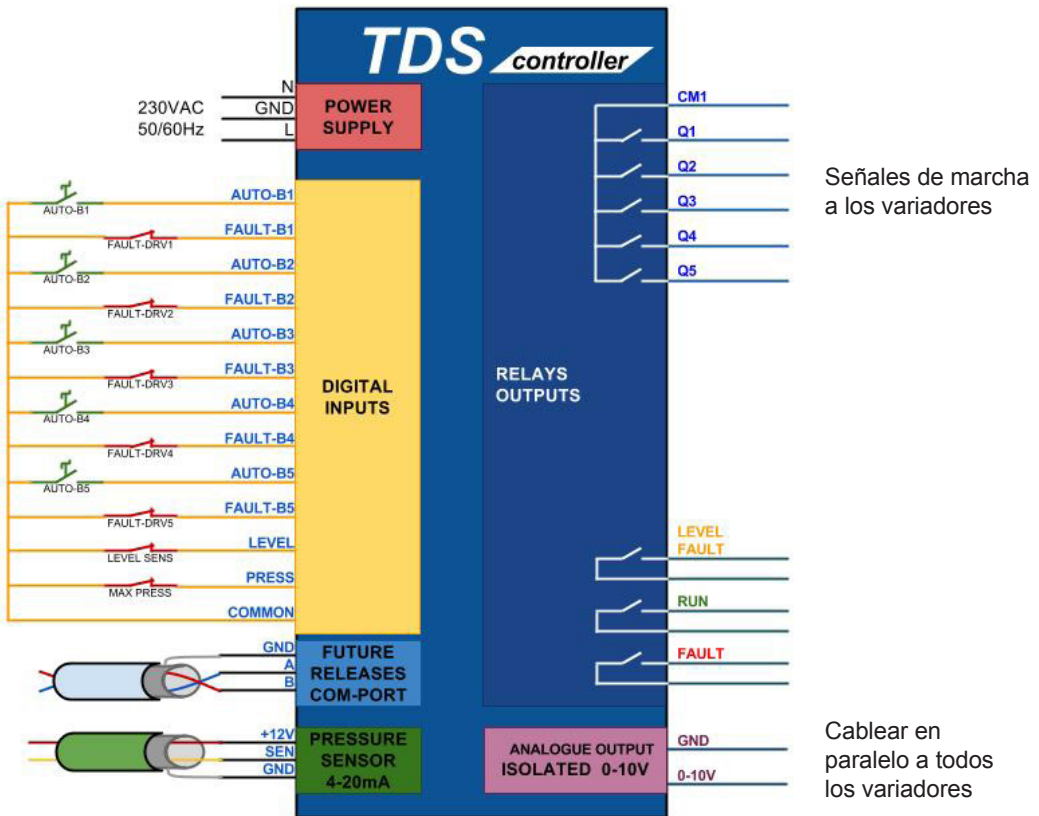 TDS controller
N
230VAC
GND
50/60Hz
L
POWER
SUPPLY
AUTO-B1
AUTO-B1
FAULT-B1
FAULT-DRV1
AUTO-B2
AUTO-B2
FAULT-B2
FAULT-DRV2
AUTO-B3
AUTO-B3
FAULT-B3
FAULT-DRV3
AUTO-B4
AUTO-B4
FAULT-B4
FAULT-DRV4
AUTO-B5
AUTO-B5
FAULT-B5
FAULT-DRV5
LEVEL
LEVEL SENS
PRESS
MAX PRESS
COMMON
DIGITAL
INPUTS
GND
A
B
FUTURE
RELEASES
COM-PORT
+12V
SEN
GND
PRESSURE
SENSOR
4-20mA
RELAYS
OUTPUTS
CM1
Q1
Q2
Q3
Q4
Q5
Señales de marcha
a los variadores
LEVEL
FAULT
RUN
FAULT
ANALOGUE OUTPUT
ISOLATED 0-10V
GND
0-10V
Cablear en
paralelo a todos
los variadores